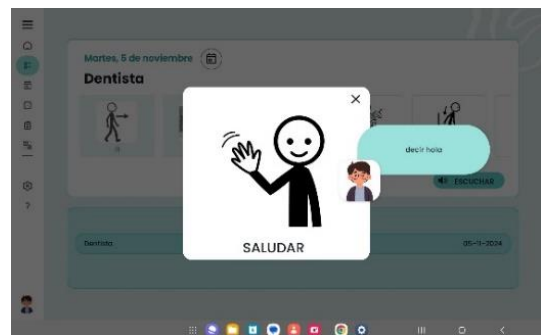 Martes, 5 de noviembre
Dentista
decir hola
ESCUCHAR
SALUDAR
Dentista
05-11-2024
?